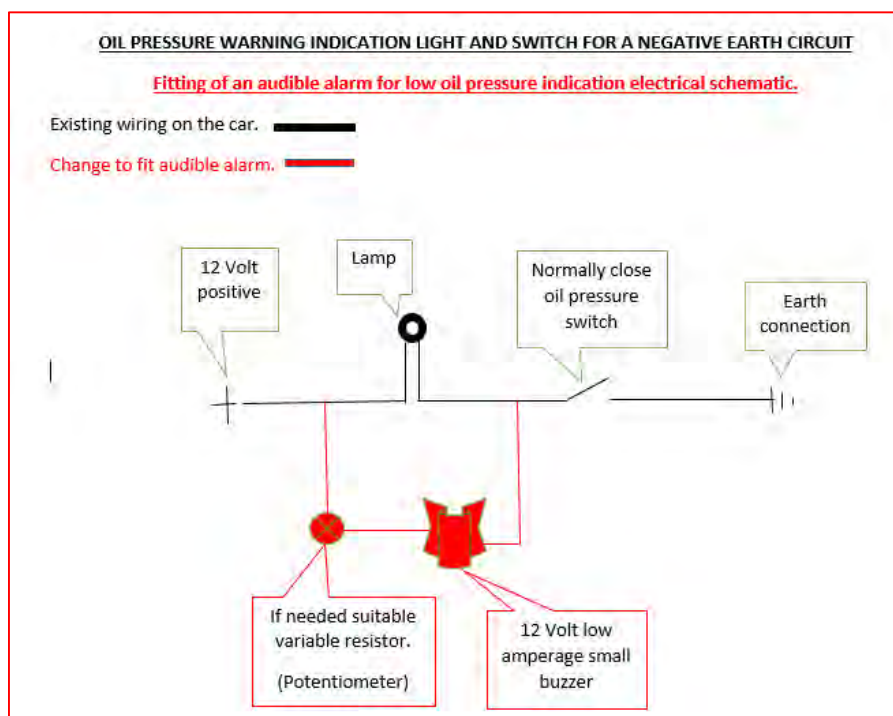 OIL PRESSURE WARNING INDICATION LIGHT AND SWITCH FOR A NEGATIVE EARTH CIRCUIT
Fitting of an audible alarm for low oil pressure indication electrical schematic.
Existing wiring on the car.
Change to fit audible alarm.
12 Volt
positive
Lamp
Normally close
oil pressure
switch
Earth
connection
If needed suitable
variable resistor.
(Potentiometer)
12 Volt low
amperage small
buzzer